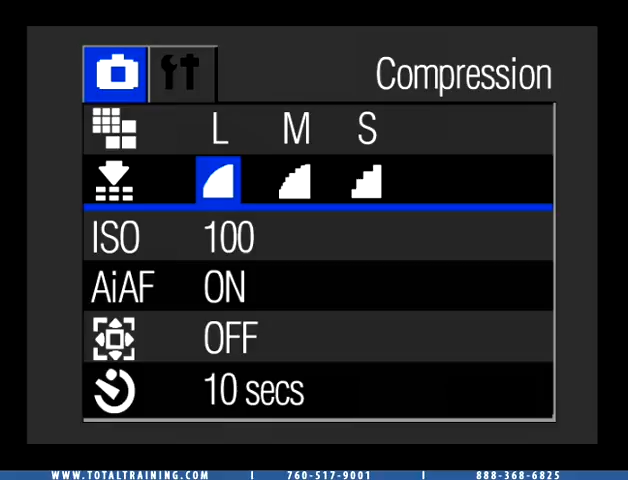 Compression
L M S
ISO 100
AiAF ON
OFF
10 secs
WWW.TOTALTRAINING.COM | 760-517-9001 | 888-368-6825